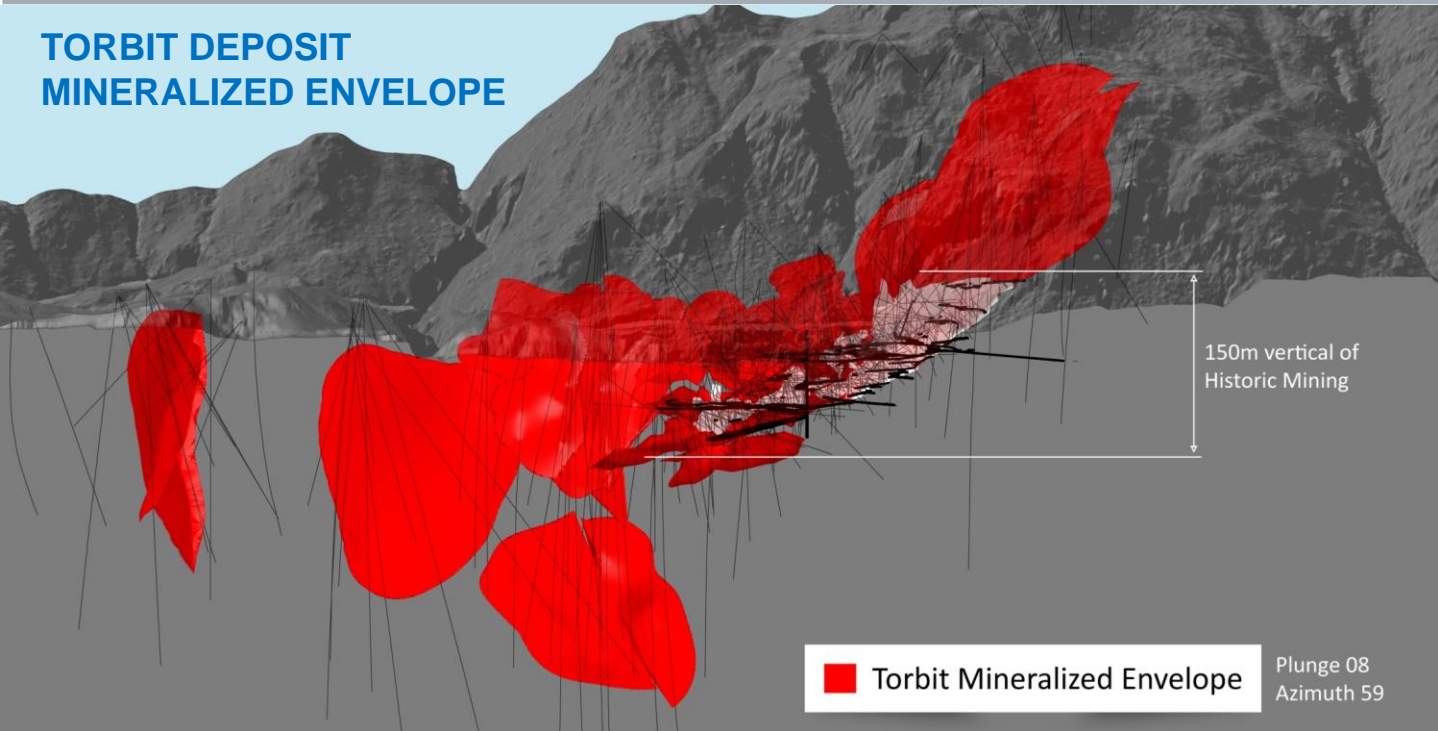 TORBIT DEPOSIT
MINERALIZED ENVELOPE
150m vertical of
Historic Mining
Torbit Mineralized Envelope
Plunge 08
Azimuth 59